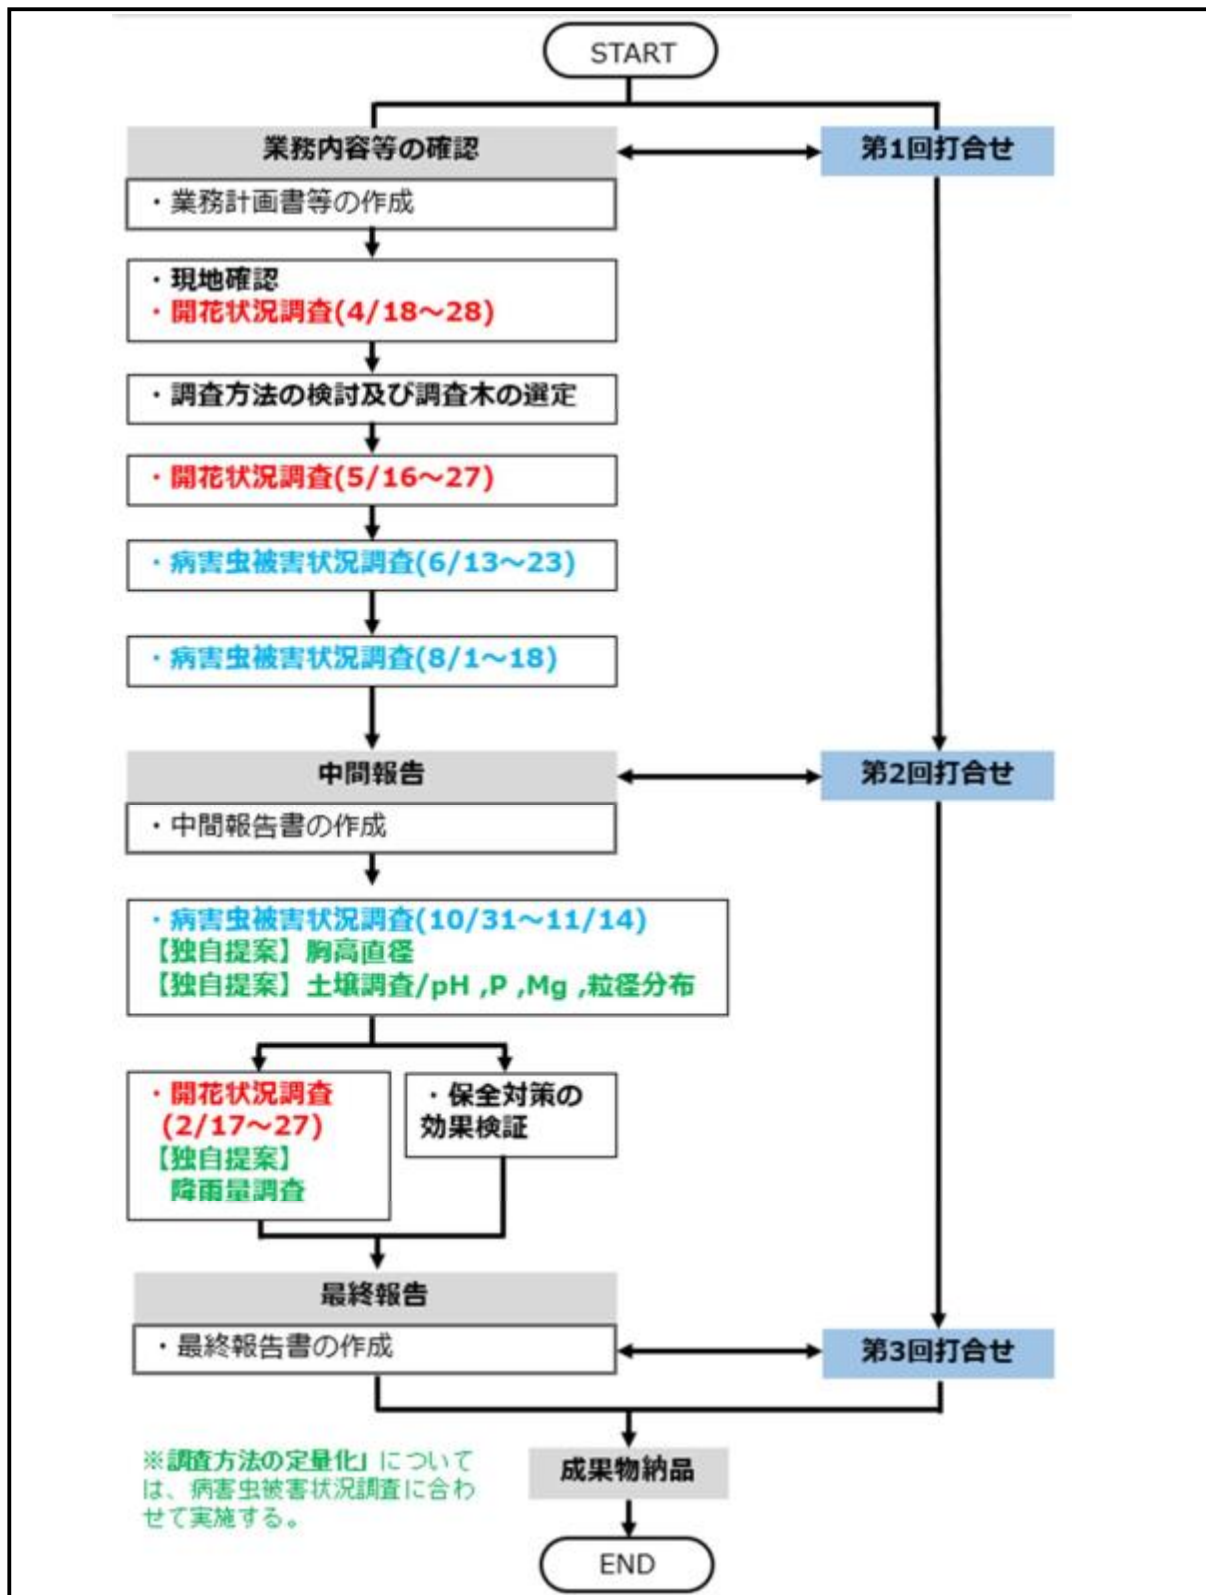 START
業務内容等の確認
第1回打合せ
・業務計画書等の作成
・現地確認
・開花状況調査(4/18～28)
・調査方法の検討及び調査木の選定
・開花状況調査(5/16～27)
・病害虫被害状況調査(6/13～23)
・病害虫被害状況調査(8/1～18)
中間報告
第2回打合せ
・中間報告書の作成
・病害虫被害状況調査(10/31～11/14)
【独自提案】胸高直径
【独自提案】土壌調査/pH ,P ,Mg ,粒径分布
・開花状況調査
(2/17～27)
【独自提案】
降雨量調査
・保全対策の
効果検証
最終報告
・最終報告書の作成
第3回打合せ
※調査方法の定量化」について
は、病害虫被害状況調査に合わ
せて実施する。
成果物納品
END